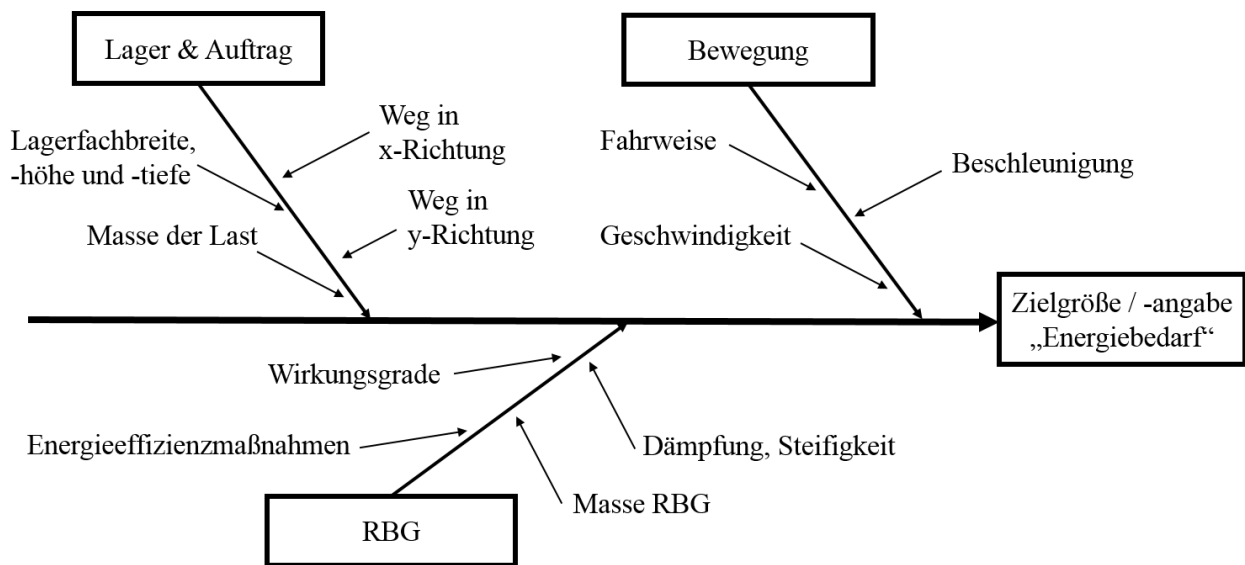 Lager & Auftrag
Bewegung
Weg in
x-Richtung
Lagerfachbreite,
-höhe und -tiefe
Fahrweise
Beschleunigung
Weg in
y-Richtung
Masse der Last
Geschwindigkeit
Zielgröße / -angabe
„Energiebedarf“
Wirkungsgrade
Energieeffizienzmaßnahmen
Dämpfung, Steifigkeit
Masse RBG
RBG